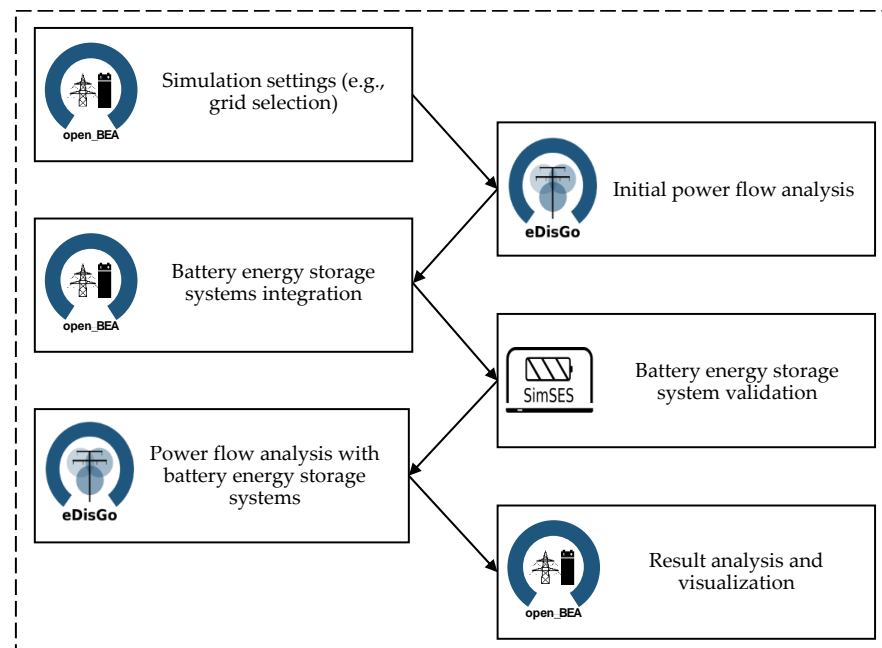 Simulation settings (e.g.,
grid selection)
open_BEA
Initial power flow analysis
eDisGo
Battery energy storage
systems integration
open_BEA
Battery energy storage
system validation
SimSES
Power flow analysis with
battery energy storage
systems
eDisGo
Result analysis and
visualization
open_BEA